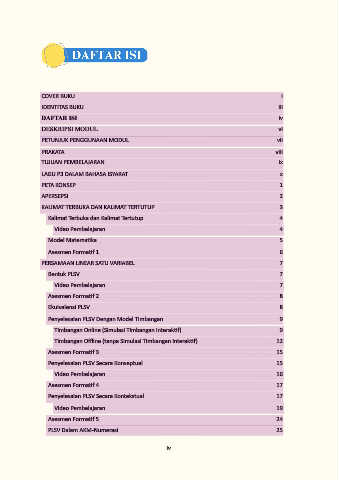 DAFTAR ISI
COVER BUKU i
IDENTITAS BUKU iii
DAFTAR ISI iv
DESKRIPSI MODUL vi
PETUNJUK PENGGUNAAN MODUL vii
PRAKATA viii
TUJUAN PEMBELAJARAN ix
LAGU P3 DALAM BAHASA ISYARAT x
PETA KONSEP 1
APERSEPSI 2
KALIMAT TERBUKA DAN KALIMAT TERTUTUP 3
Kalimat Terbuka dan Kalimat Tertutup 4
Video Pembelajaran 4
Model Matematika 5
Asesmen Formatif 1 6
PERSAMAAN LINEAR SATU VARIABEL 7
Bentuk PLSV 7
Video Pembelajaran 7
Asesmen Formatif 2 8
Ekuivalensi PLSV 8
Penyelesaian PLSV Dengan Model Timbangan 9
Timbangan Online (Simulasi Timbangan Interaktif) 9
Timbangan Offline (tanpa Simulasi Timbangan Interaktif) 12
Asesmen Formatif 3 15
Penyelesaian PLSV Secara Konseptual 15
Video Pembelajaran 16
Asesmen Formatif 4 17
Penyelesaian PLSV Secara Kontekstual 17
Video Pembelajaran 19
Asesmen Formatif 5 24
PLSV Dalam AKM-Numerasi 25
iv